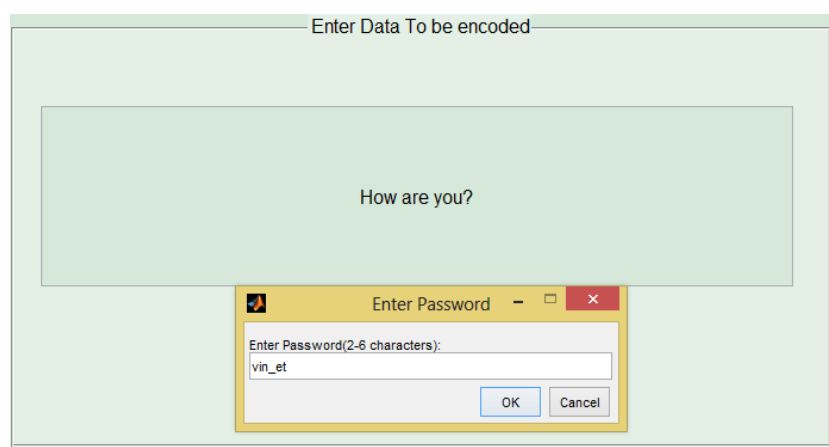 Enter Data To be encoded
How are you?
Enter Password
Enter Password(2-6 characters):
vin_et
OK Cancel